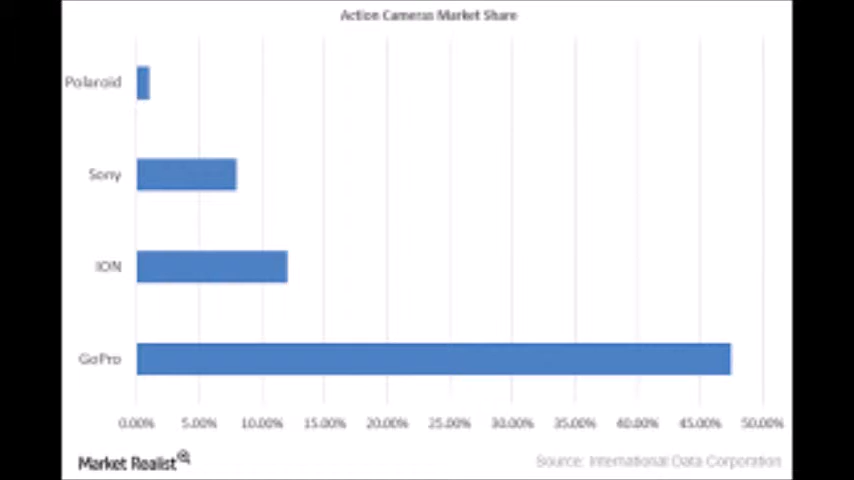 Action Cameras Market Share
Polaroid
Sony
ION
GoPro
0.00% 5.00% 10.00% 15.00% 20.00% 25.00% 30.00% 35.00% 40.00% 45.00% 50.00%
Market Realist
Source: International Data Corporation